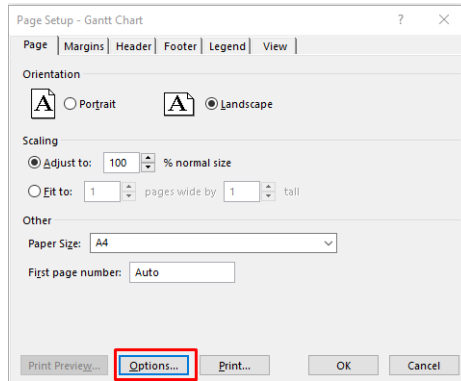 Page Setup - Gantt Chart ? ×
Page Margins Header Footer Legend View
Orientation
A Portrait A Landscape
Scaling
Adjust to: 100 % normal size
Fit to: 1 pages wide by 1 tall
Other
Paper Size: A4
First page number: Auto
Print Preview... Options... Print... OK Cancel